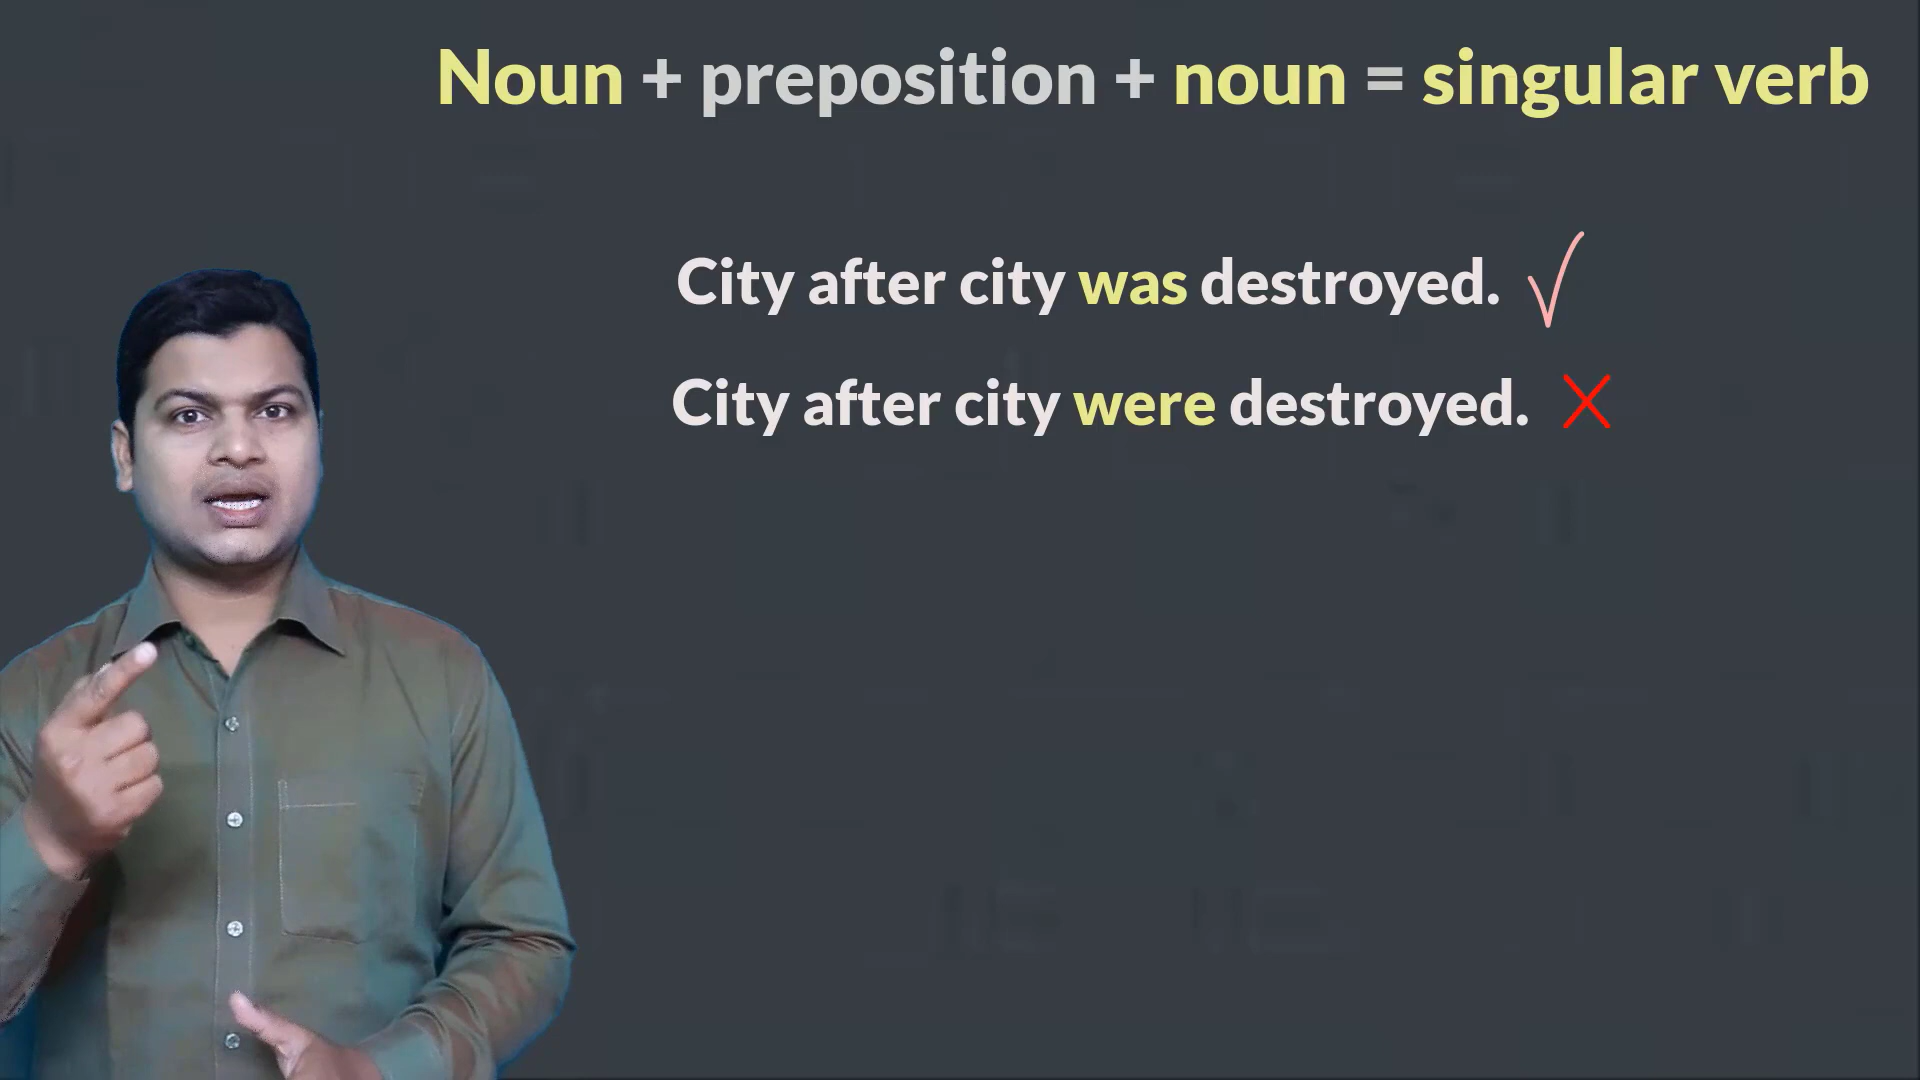 Noun + preposition + noun = singular verb
City after city was destroyed.
City after city were destroyed.